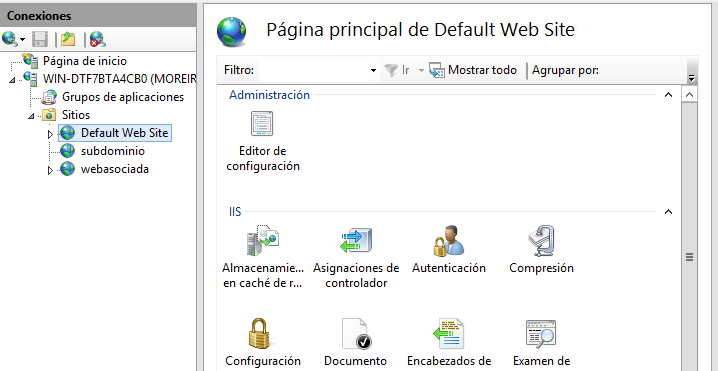 Conexiones
Página de inicio
WIN-DTF7BTA4CB0 (MOREIR
Grupos de aplicaciones
Sitios
Default Web Site
subdominio
webasociada
Página principal de Default Web Site
Filtro:
Ir
Mostrar todo
Agrupar por:
Administración
Editor de
configuración
IIS
Almacenamie...
en caché de r...
Asignaciones de
controlador
Autenticación
Compresión
Configuración
Documento
Encabezados de
Examen de